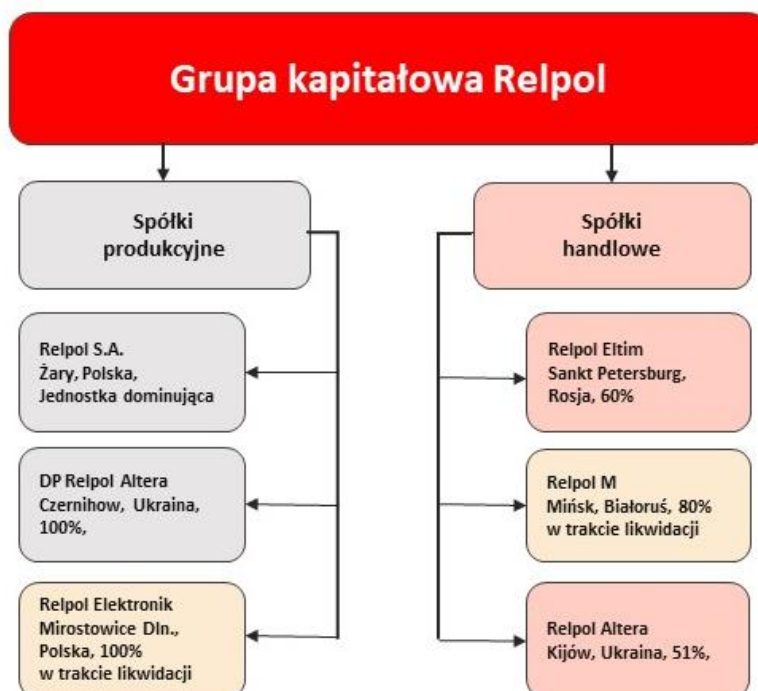 Grupa kapitałowa Relpol
Spółki
produkcyjne
Relpol S.A.
Żary, Polska,
Jednostka dominująca
DP Relpol Altera
Czernihow, Ukraina,
100%,
Relpol Elektronik
Mirostowice Dln.,
Polska, 100%
w trakcie likwidacji
Spółki
handlowe
Relpol Eltim
Sankt Petersburg,
Rosja, 60%
Relpol M
Mińsk, Białoruś, 80%
w trakcie likwidacji
Relpol Altera
Kijów, Ukraina, 51%,